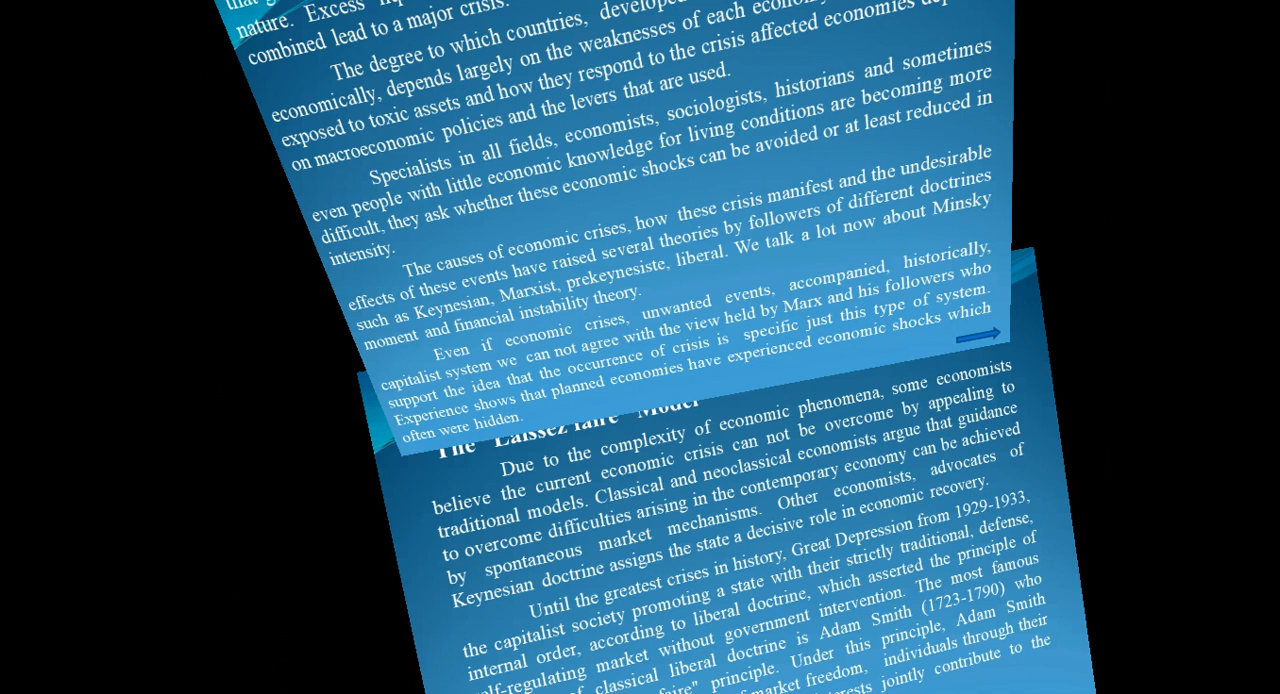 nature. Excess
combined lead to a major crisis.
The degree to which countries, developed
economically, depends largely on the weaknesses of each
exposed to toxic assets and how they respond to the crisis affected economies
on macroeconomic policies and the levers that are used.
Specialists in all fields, economists, sociologists, historians and sometimes
even people with little economic knowledge for living conditions are becoming more
difficult, they ask whether these economic shocks can be avoided or at least reduced in
intensity.
The causes of economic crises, how these crisis manifest and the undesirable
effects of these events have raised several theories by followers of different doctrines
such as Keynesian, Marxist, prekeynesiste, liberal. We talk a lot now about Minsky
moment and financial instability theory.
Even if economic crises, unwanted events, accompanied, historically,
capitalist system we can not agree with the view held by Marx and his followers who
support the idea that the occurrence of crisis is specific just this type of system.
Experience shows that planned economies have experienced economic shocks which
often were hidden.
The "Laissez faire" Model
Due to the complexity of economic phenomena, some economists
believe the current economic crisis can not be overcome by appealing to
traditional models. Classical and neoclassical economists argue that guidance
to overcome difficulties arising in the contemporary economy can be achieved
by spontaneous market mechanisms. Other economists, advocates of
Keynesian doctrine assigns the state a decisive role in economic recovery.
Until the greatest crises in history, Great Depression from 1929-1933,
the capitalist society promoting a state with their strictly traditional, defense,
internal order, according to liberal doctrine, which asserted the principle of
self-regulating market without government intervention. The most famous
of classical liberal doctrine is Adam Smith (1723-1790) who
faire" principle. Under this principle, Adam Smith
market freedom, individuals through their
jointly contribute to the